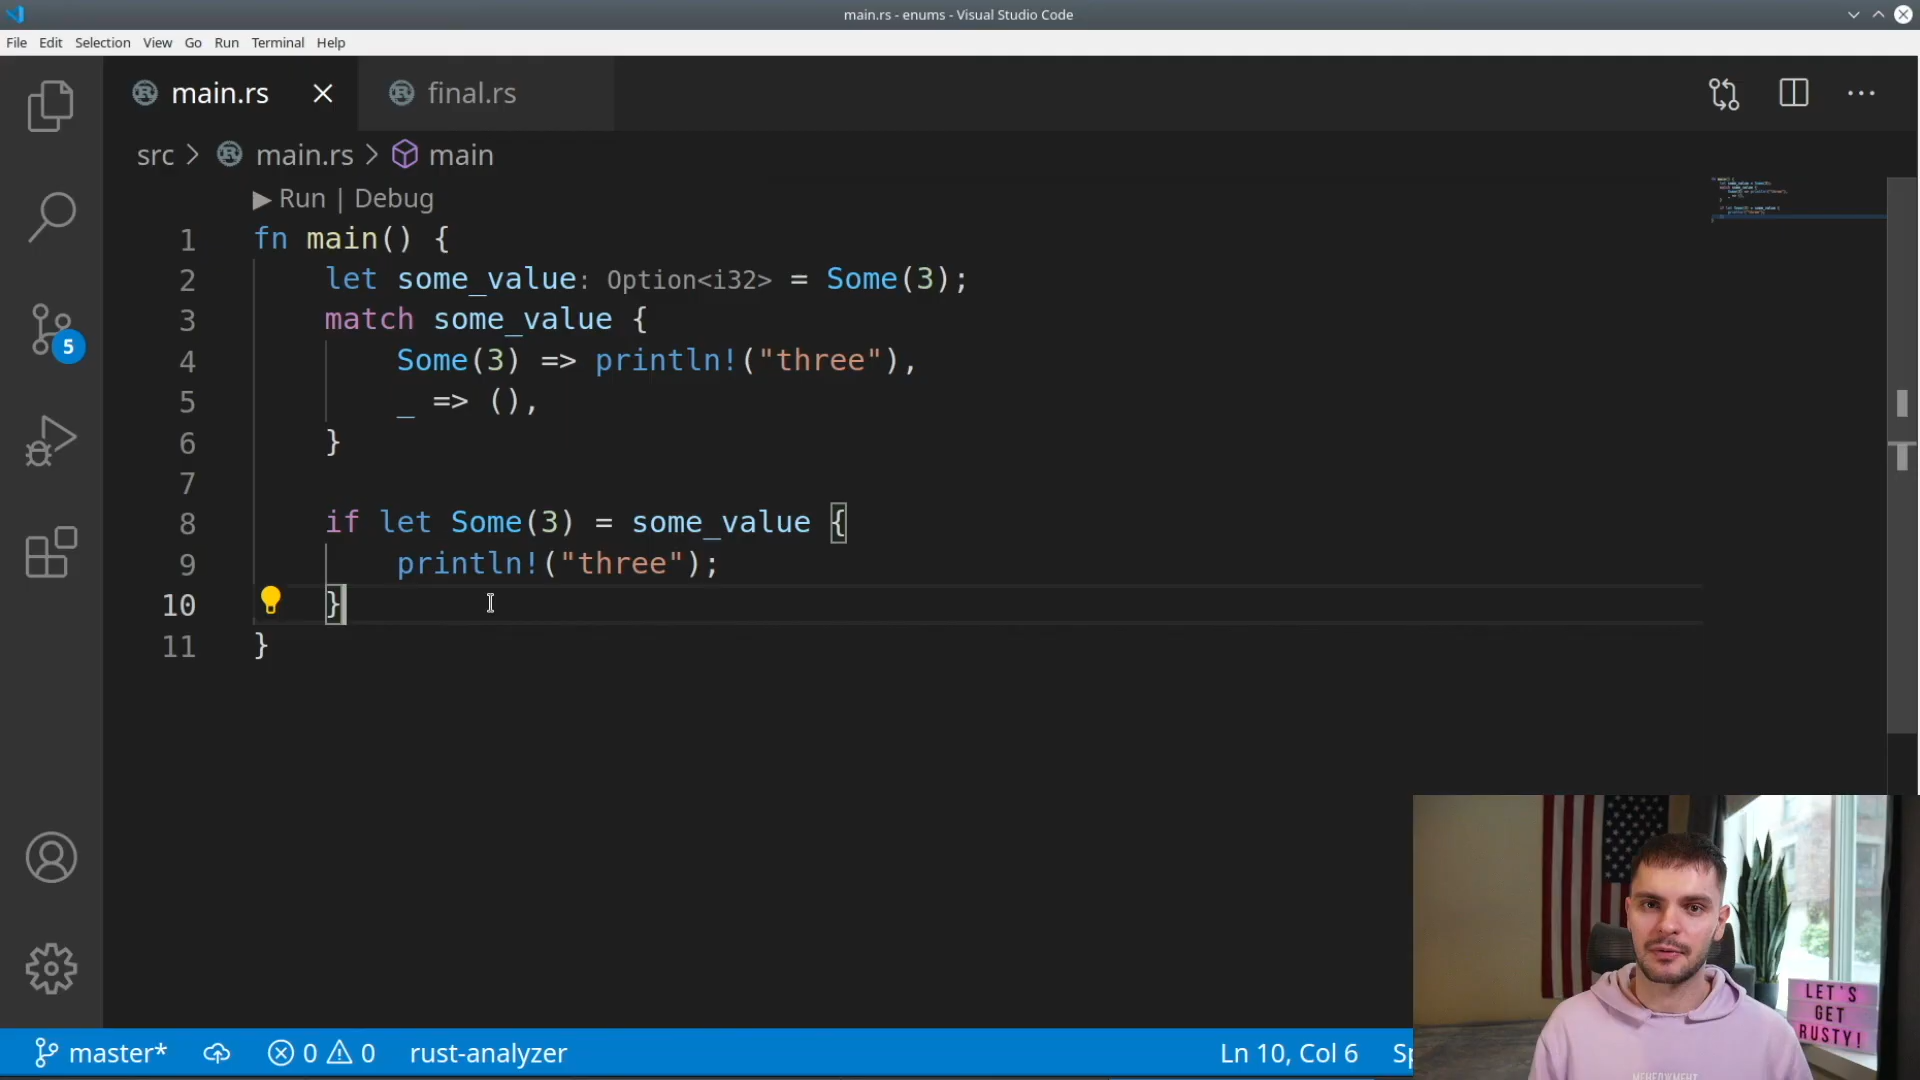 main.rs - enums - Visual Studio Code
File Edit Selection View Go Run Terminal Help
main.rs final.rs
src > main.rs > main
Run | Debug
1 fn main() {
2 let some_value: Option<i32> = Some(3);
3 match some_value {
4 Some(3) => println!("three"),
5 _ => (),
6 }
7
8 if let Some(3) = some_value {
9 println!("three");
10 }
11 }
5
LET'S
GET
RUSTY!
master* 0 0 rust-analyzer Ln 10, Col 6